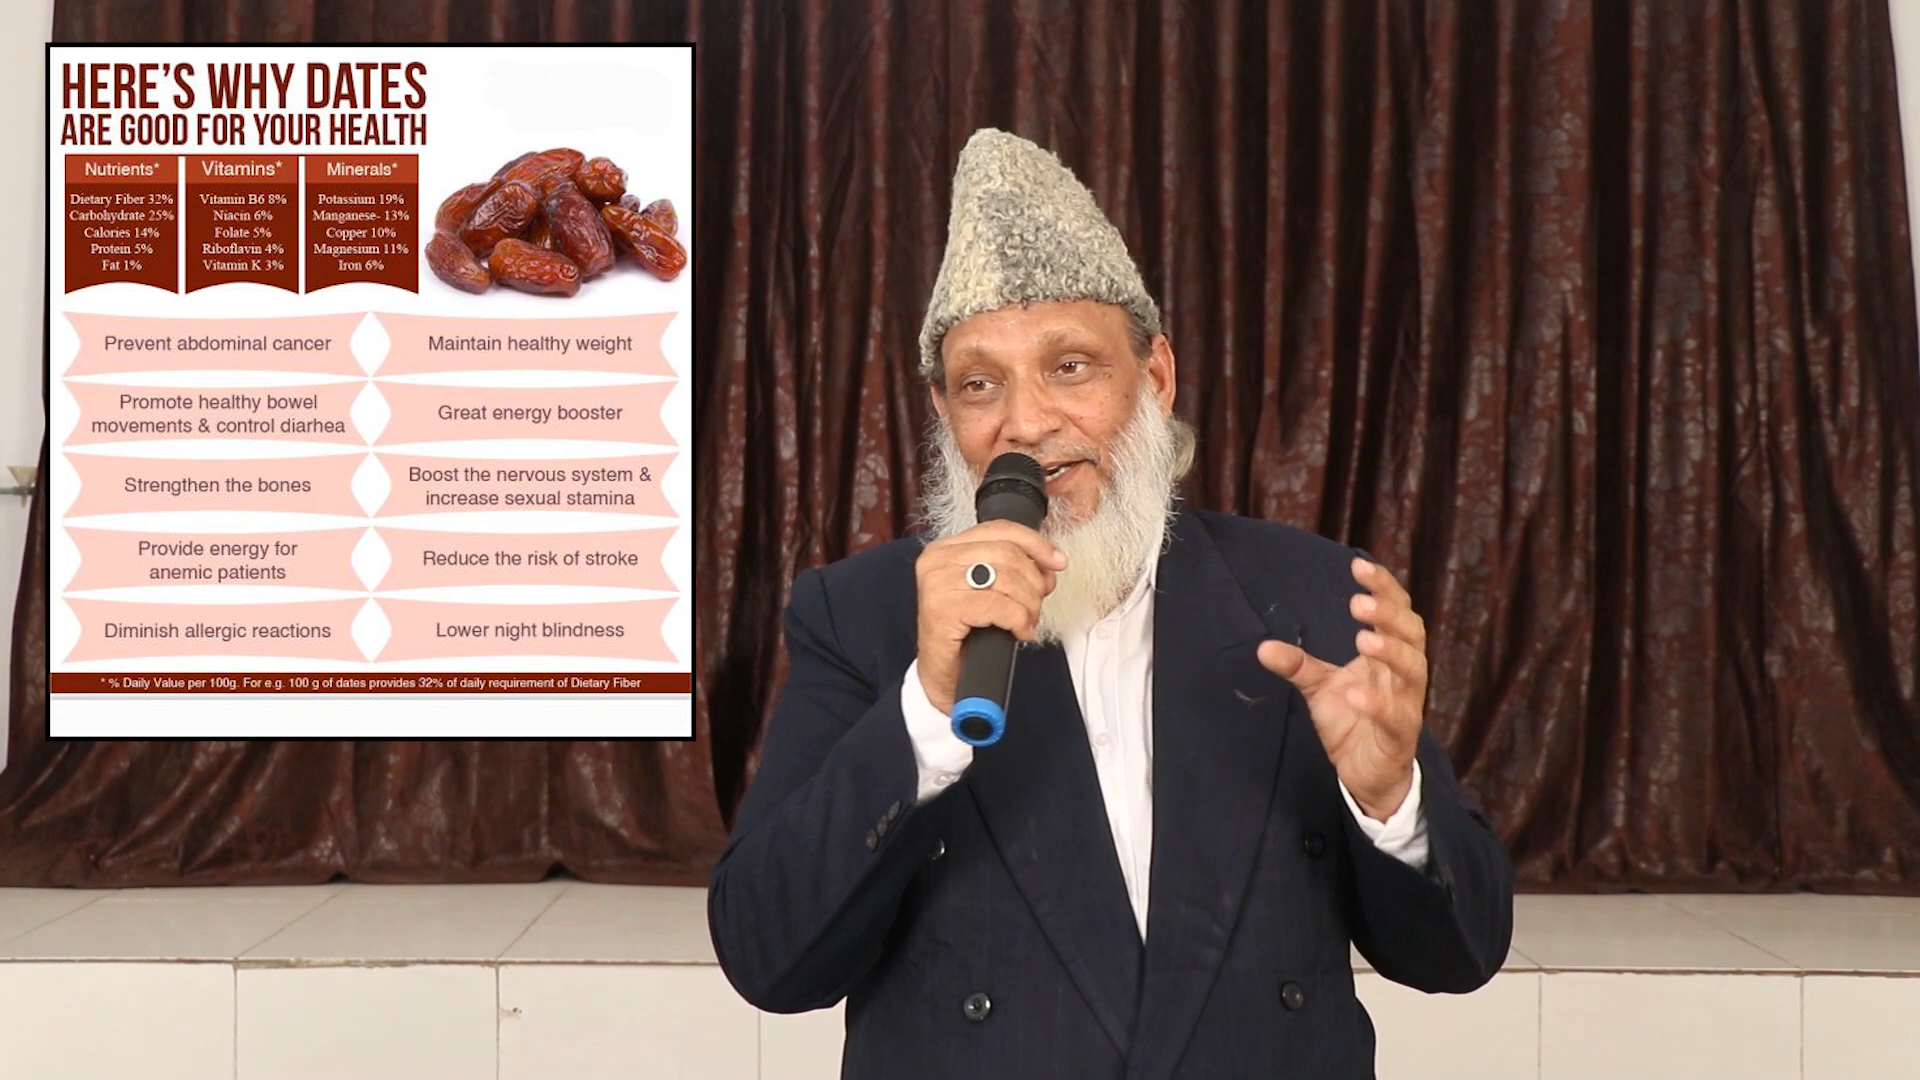 HERE'S WHY DATES
ARE GOOD FOR YOUR HEALTH
Nutrients*
Dietary Fiber 32%
Carbohydrate 25%
Calories 14%
Protein 5%
Fat 1%
Vitamins*
Vitamin B6 8%
Niacin 6%
Folate 5%
Riboflavin 4%
Vitamin K 3%
Minerals*
Potassium 19%
Manganese- 13%
Copper 10%
Magnesium 11%
Iron 6%
Prevent abdominal cancer
Maintain healthy weight
Promote healthy bowel
movements & control diarhea
Great energy booster
Strengthen the bones
Boost the nervous system &
increase sexual stamina
Provide energy for
anemic patients
Reduce the risk of stroke
Diminish allergic reactions
Lower night blindness
* % Daily Value per 100g. For e.g. 100 g of dates provides 32% of daily requirement of Dietary Fiber